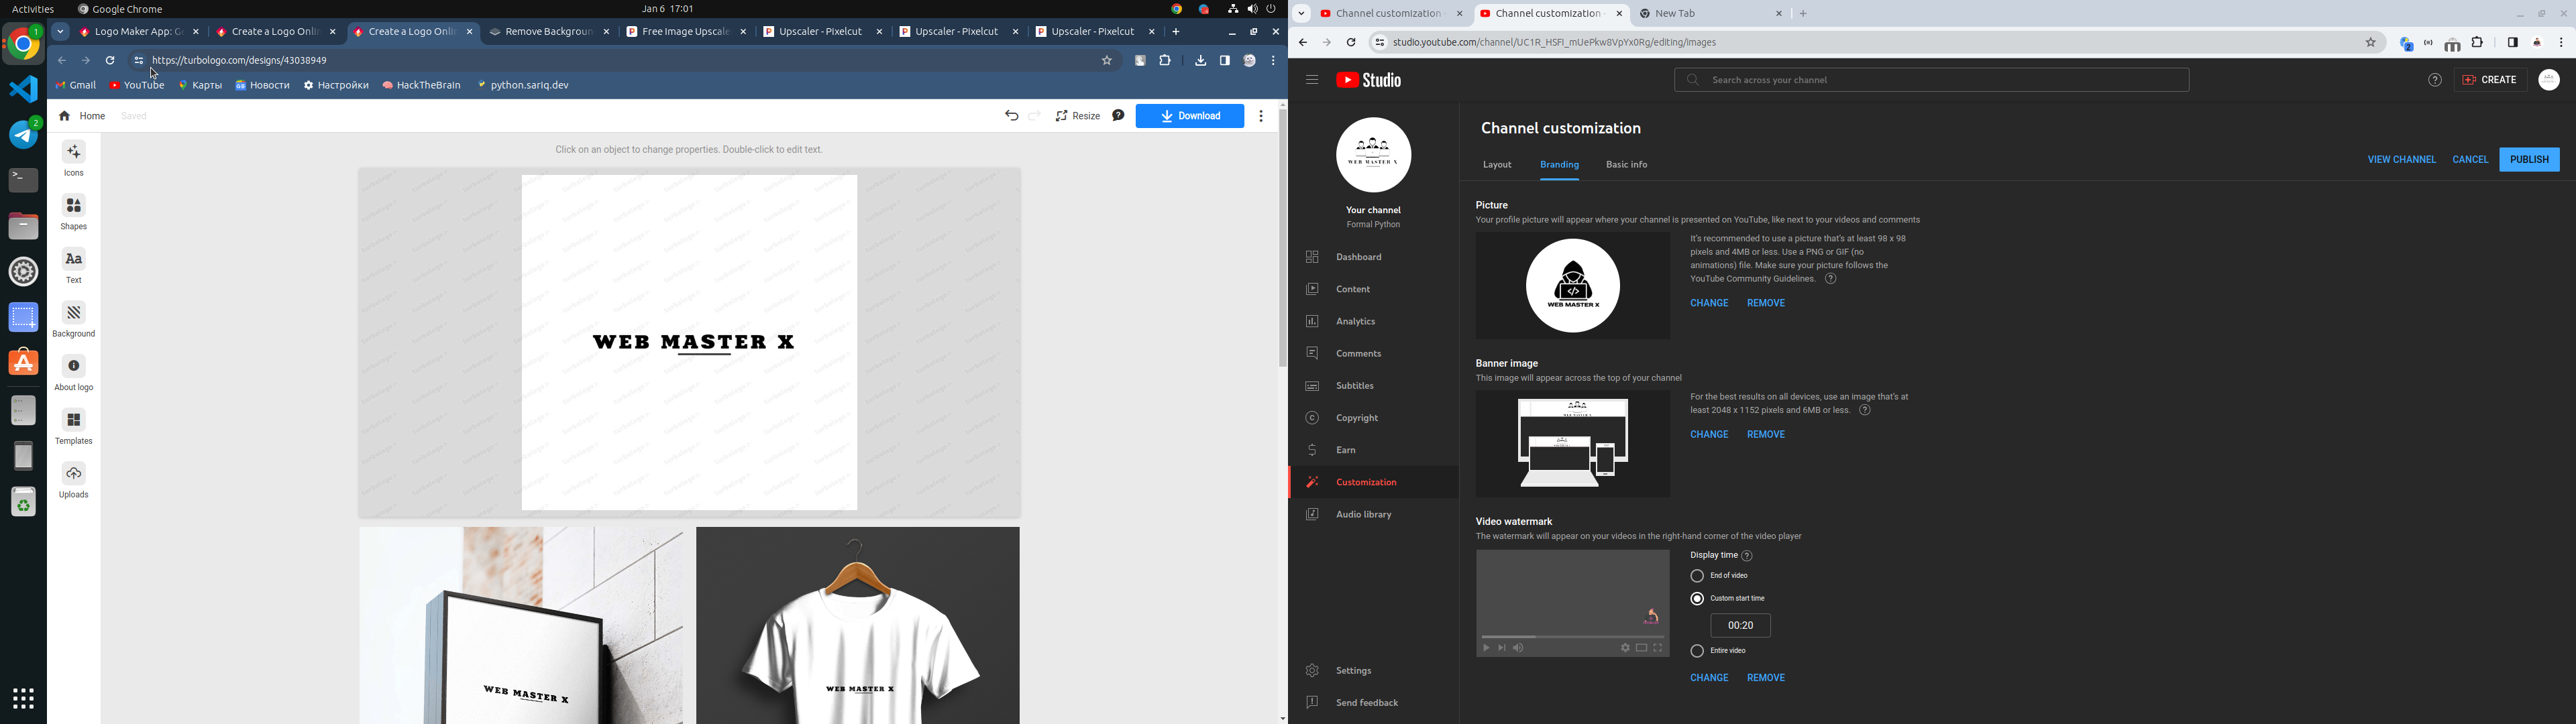 Activities
Google Chrome
Jan 6 17:01
1
2
Logo Maker App: G
Create a Logo Onli
Create a Logo Onli
Remove Backgroun
Free Image Upscale
Upscaler - Pixelcut
Upscaler - Pixelcut
Upscaler - Pixelcut
https://turbologo.com/designs/43038949
Gmail
YouTube
Карты
Новости
Настройки
HackTheBrain
python.sariq.dev
Home
Saved
Resize
Download
Icons
Shapes
Aa
Text
Background
About logo
Templates
Uploads
Click on an object to change properties. Double-click to edit text.
WEB MASTER X
WEB MASTER X
WEB MASTER X
Channel customization
Channel customization
New Tab
studio.youtube.com/channel/UC1R_HSFI_mUePkw8VpYx0Rg/editing/images
Studio
Search across your channel
CREATE
WEB MASTER X
Your channel
Formal Python
Dashboard
Content
Analytics
Comments
Subtitles
Copyright
Earn
Customization
Audio library
Settings
Send feedback
Channel customization
Layout
Branding
Basic info
VIEW CHANNEL
CANCEL
PUBLISH
Picture
Your profile picture will appear where your channel is presented on YouTube, like next to your videos and comments
WEB MASTER X
It's recommended to use a picture that's at least 98 x 98
pixels and 4MB or less. Use a PNG or GIF (no
animations) file. Make sure your picture follows the
YouTube Community Guidelines.
CHANGE
REMOVE
Banner image
This image will appear across the top of your channel
For the best results on all devices, use an image that's at
least 2048 x 1152 pixels and 6MB or less.
CHANGE
REMOVE
Video watermark
The watermark will appear on your videos in the right-hand corner of the video player
Display time
End of video
Custom start time
00:20
Entire video
CHANGE
REMOVE